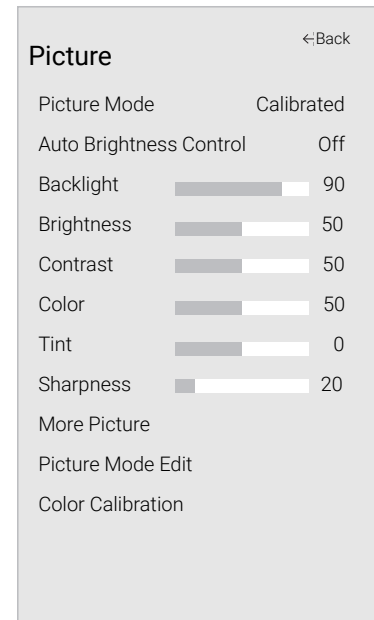 ←Back
Picture
Picture Mode Calibrated
Auto Brightness Control Off
Backlight 90
Brightness 50
Contrast 50
Color 50
Tint 0
Sharpness 20
More Picture
Picture Mode Edit
Color Calibration